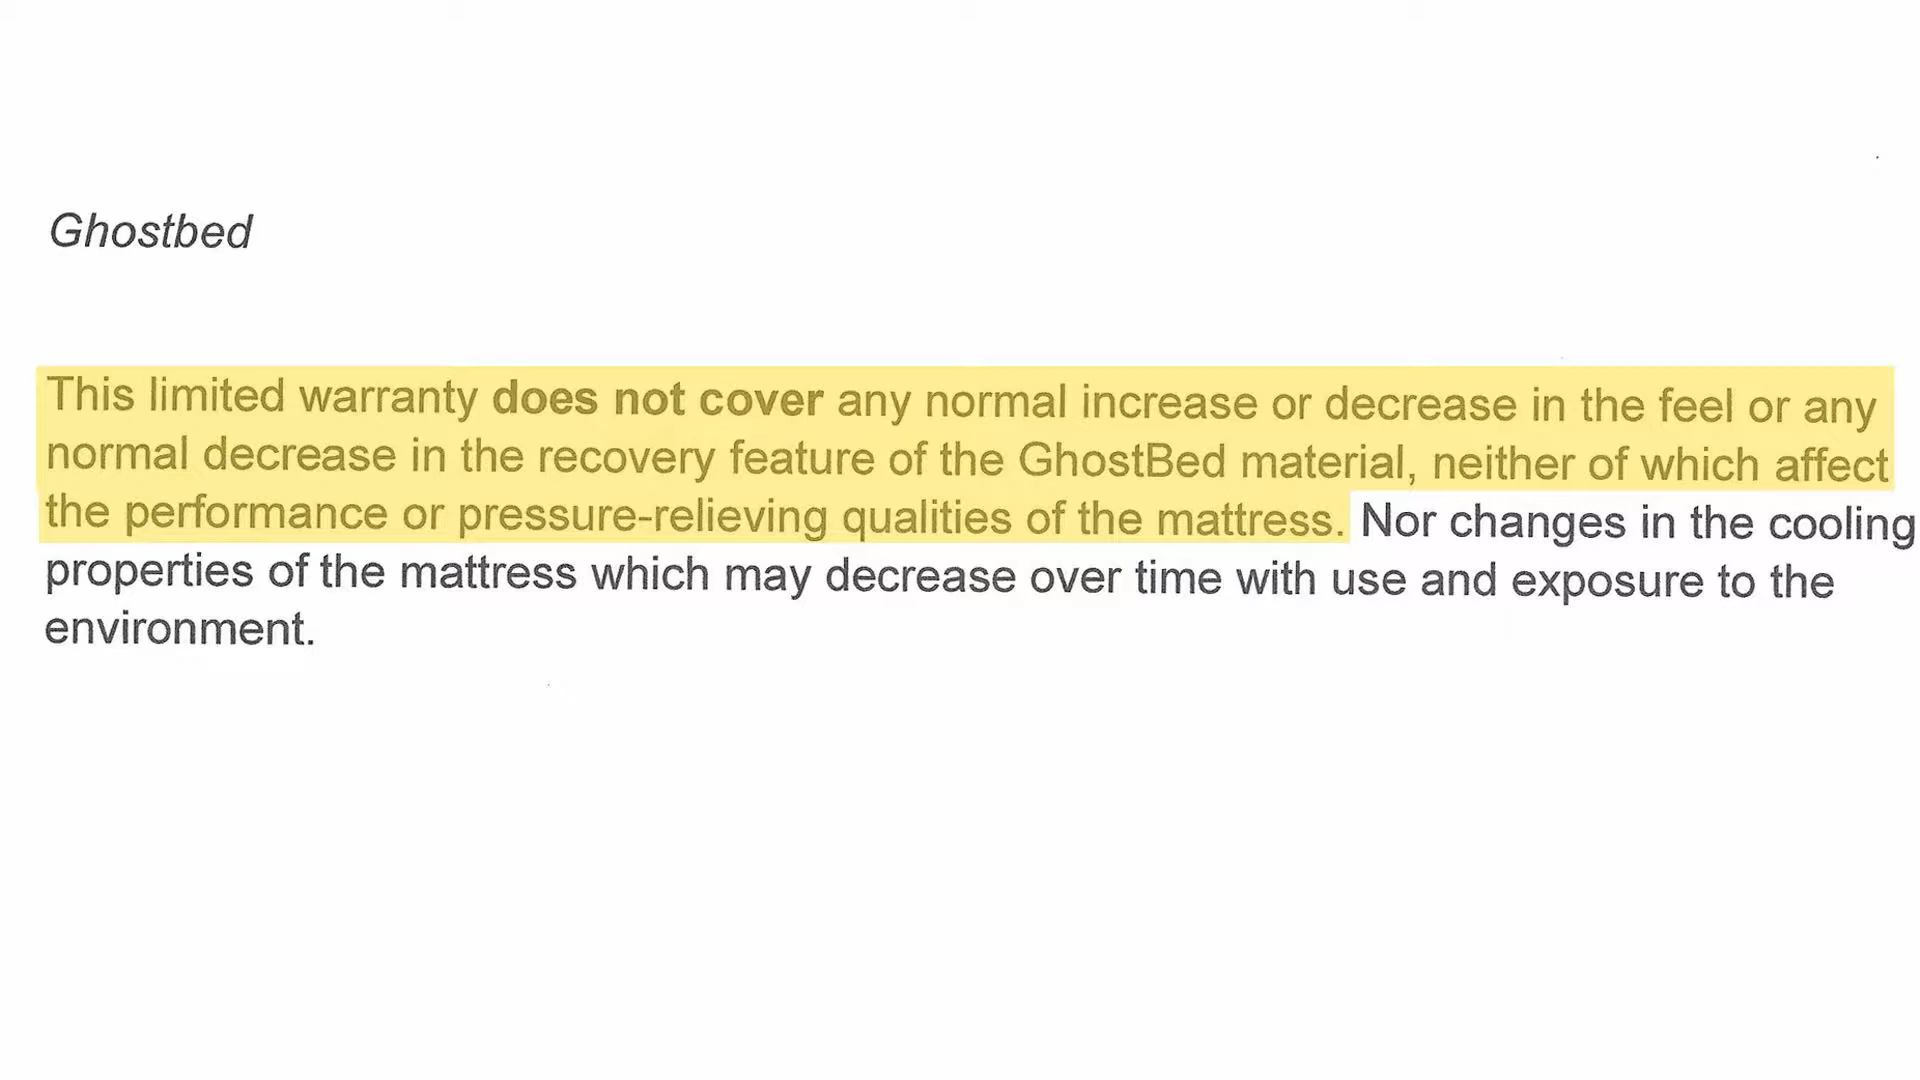 Ghostbed
This limited warranty does not cover any normal increase or decrease in the feel or any
normal decrease in the recovery feature of the GhostBed material, neither of which affect
the performance or pressure-relieving qualities of the mattress. Nor changes in the cooling
properties of the mattress which may decrease over time with use and exposure to the
environment.